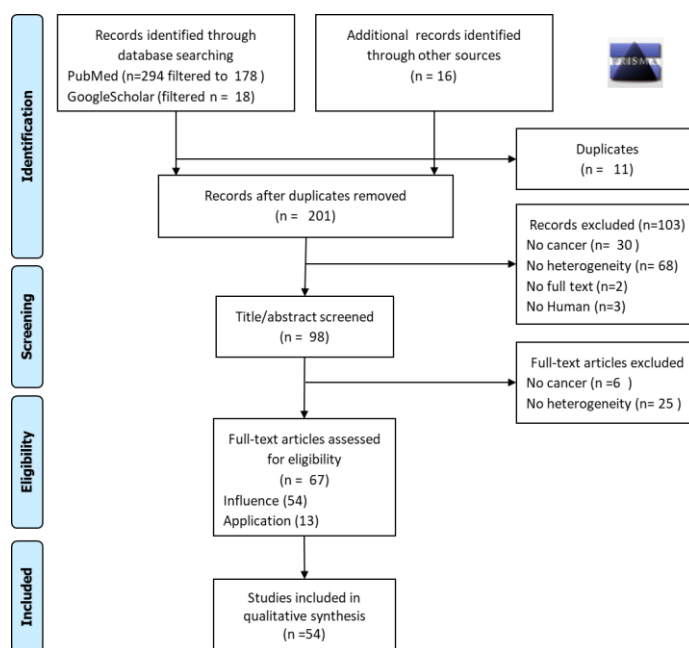 Records identified through
database searching
PubMed (n=294 filtered to 178 )
GoogleScholar (filtered n = 18)
Additional records identified
through other sources
(n = 16)
PRISMA
Identification
Duplicates
(n = 11)
Records after duplicates removed
(n = 201)
Records excluded (n=103)
No cancer (n= 30 )
No heterogeneity (n= 68)
No full text (n=2)
No Human (n=3)
Screening
Title/abstract screened
(n = 98)
Full-text articles excluded
No cancer (n =6 )
No heterogeneity (n= 25 )
Eligibility
Full-text articles assessed
for eligibility
(n = 67)
Influence (54)
Application (13)
Included
Studies included in
qualitative synthesis
(n =54)